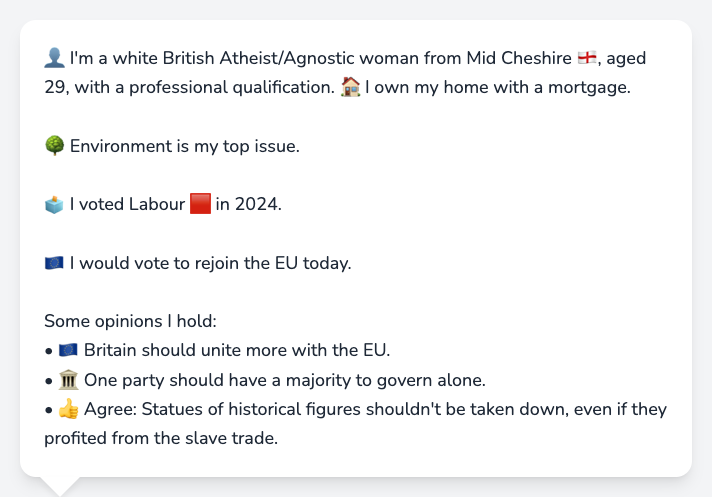 👤 I'm a white British Atheist/Agnostic woman from Mid Cheshire 🏴󠁧󠁢󠁥󠁮󠁧󠁿, aged
29, with a professional qualification. 🏠 I own my home with a mortgage.
🌳 Environment is my top issue.
🗳️ I voted Labour 🟥 in 2024.
🇪🇺 I would vote to rejoin the EU today.
Some opinions I hold:
• 🇪🇺 Britain should unite more with the EU.
• 🏛️ One party should have a majority to govern alone.
• 👍 Agree: Statues of historical figures shouldn't be taken down, even if they
profited from the slave trade.